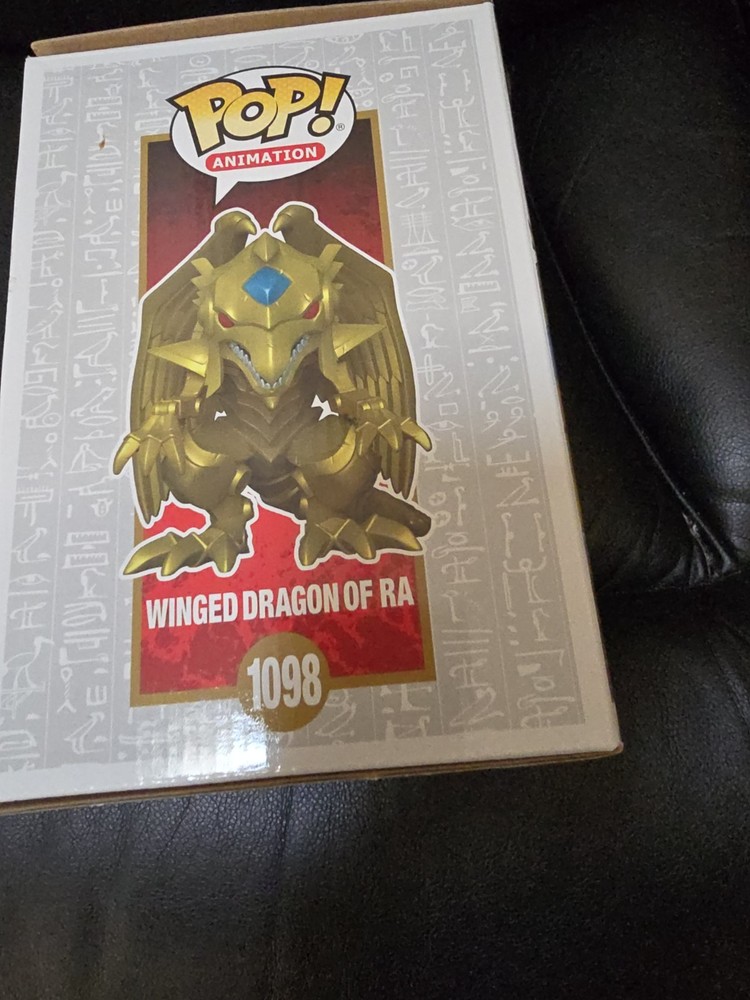 POP!®
ANIMATION
WINGED DRAGON OF RA
1098